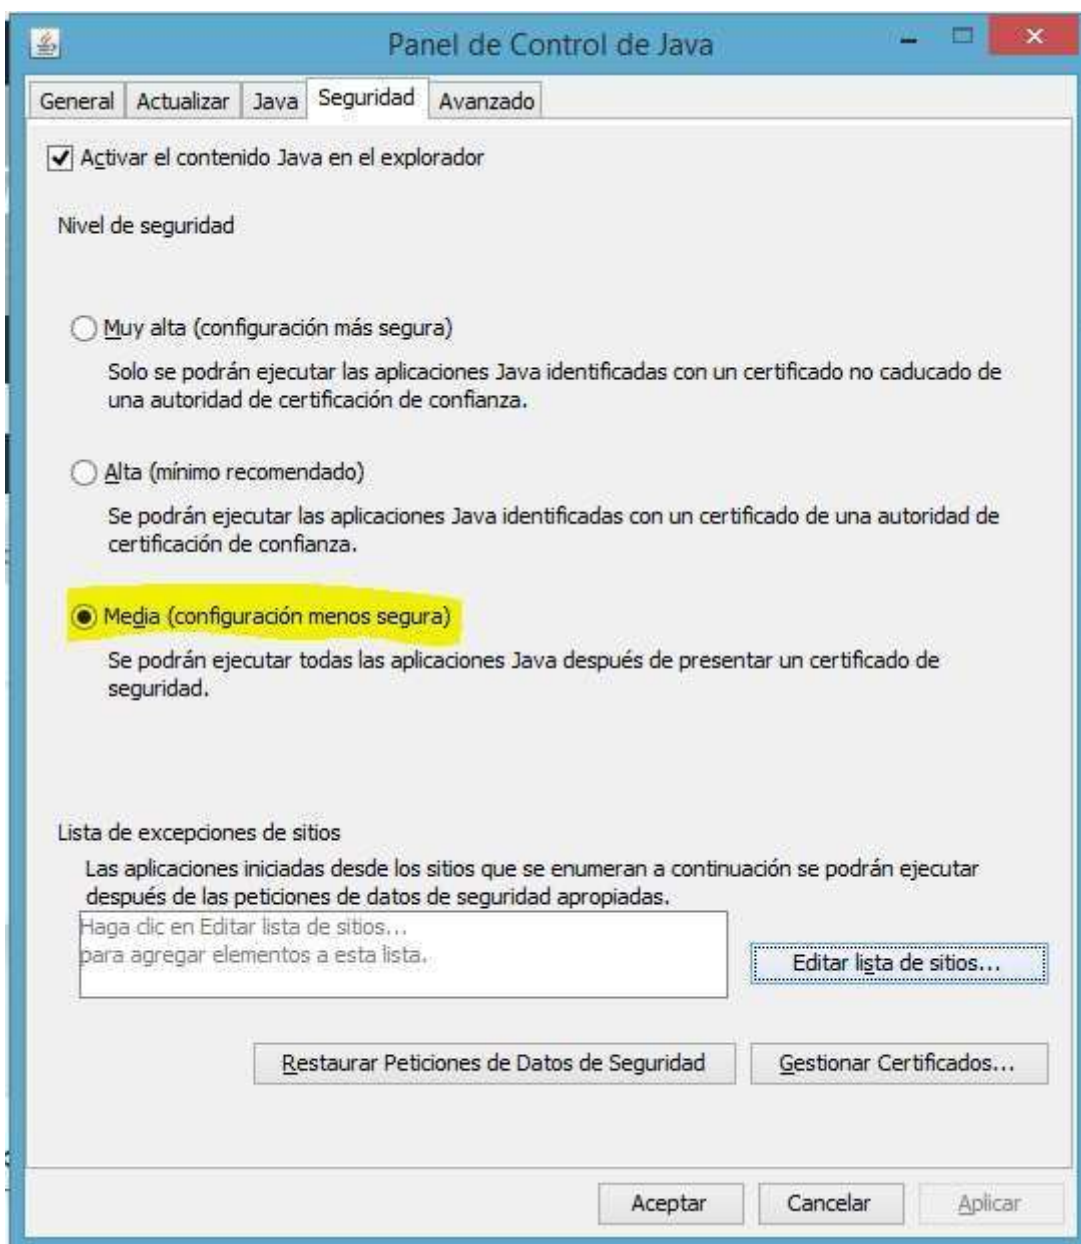 Panel de Control de Java
General Actualizar Java Seguridad Avanzado
Activar el contenido Java en el explorador
Nivel de seguridad
Muy alta (configuración más segura)
Solo se podrán ejecutar las aplicaciones Java identificadas con un certificado no caducado de
una autoridad de certificación de confianza.
Alta (mínimo recomendado)
Se podrán ejecutar las aplicaciones Java identificadas con un certificado de una autoridad de
certificación de confianza.
Media (configuración menos segura)
Se podrán ejecutar todas las aplicaciones Java después de presentar un certificado de
seguridad.
Lista de excepciones de sitios
Las aplicaciones iniciadas desde los sitios que se enumeran a continuación se podrán ejecutar
después de las peticiones de datos de seguridad apropiadas.
Haga clic en Editar lista de sitios...
para agregar elementos a esta lista.
Editar lista de sitios...
Restaurar Peticiones de Datos de Seguridad Gestionar Certificados...
Aceptar Cancelar Aplicar